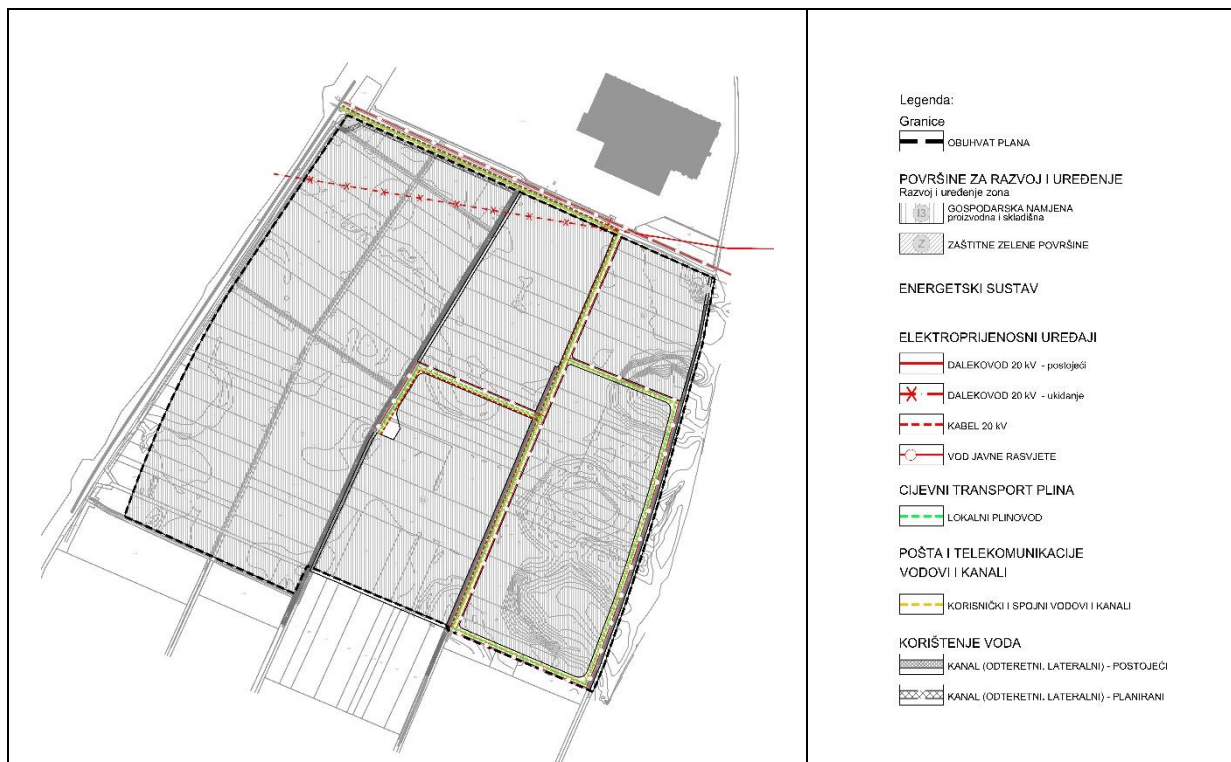 Legenda:
Granice
OBUHVAT PLANA
POVRŠINE ZA RAZVOJ I UREĐENJE
Razvoj i uređenje zona
I3
GOSPODARSKA NAMJENA
proizvodna i skladišna
Z
ZAŠTITNE ZELENE POVRŠINE
ENERGETSKI SUSTAV
ELEKTROPRIJENOSNI UREĐAJI
DALEKOVOD 20 kV - postojeći
DALEKOVOD 20 kV - ukidanje
KABEL 20 kV
VOD JAVNE RASVJETE
CIJEVNI TRANSPORT PLINA
LOKALNI PLINOVOD
POŠTA I TELEKOMUNIKACIJE
VODOVI I KANALI
KORISNIČKI I SPOJNI VODOVI I KANALI
KORIŠTENJE VODA
KANAL (ODTERETNI. LATERALNI) - POSTOJEĆI
KANAL (ODTERETNI. LATERALNI) - PLANIRANI